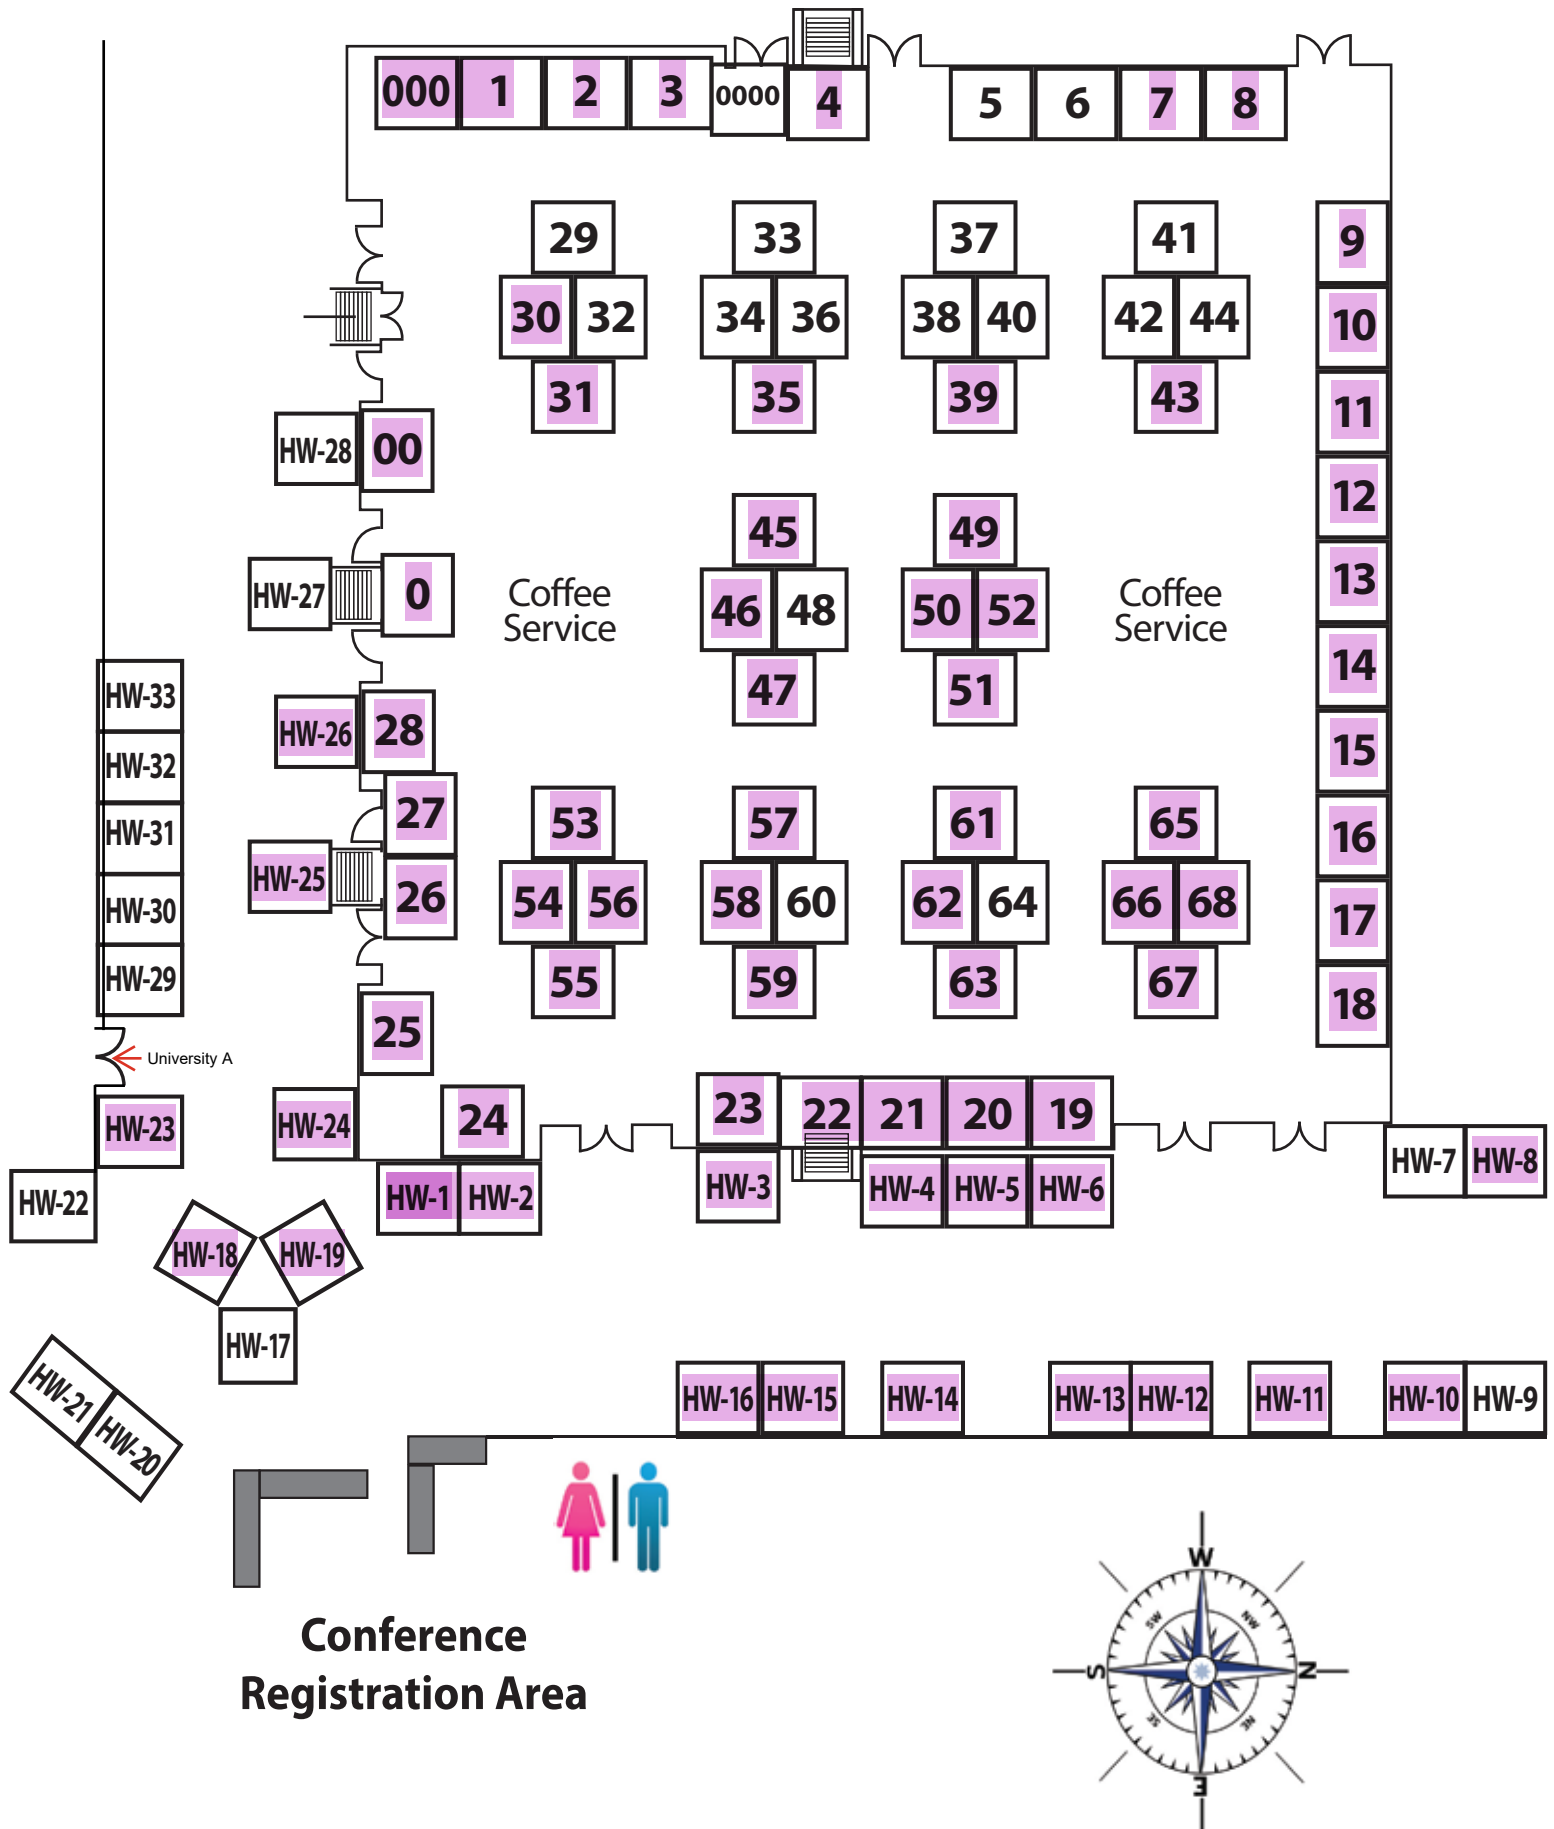 000 1 2 3 0000 4 5 6 7 8
29 33 37 41 9
30 32 34 36 38 40 42 44 10
31 35 39 43 11
HW-28 00
12
45 49
13
HW-27 0
Coffee
Service
46 48 50 52
Coffee
Service
14
HW-33
47 51
HW-26 28
15
HW-32
27
53 57 61 65
16
HW-31
HW-25 26
54 56 58 60 62 64 66 68
17
HW-30
55 59 63 67
HW-29
18
25
University A
HW-23 HW-24 24 23 22 21 20 19
HW-7 HW-8
HW-22
HW-1 HW-2 HW-3 HW-4 HW-5 HW-6
HW-18 HW-19
HW-17
HW-21
HW-20
HW-16 HW-15 HW-14 HW-13 HW-12 HW-11 HW-10 HW-9
Conference
Registration Area
W
SW NW
S N
SE NE
E